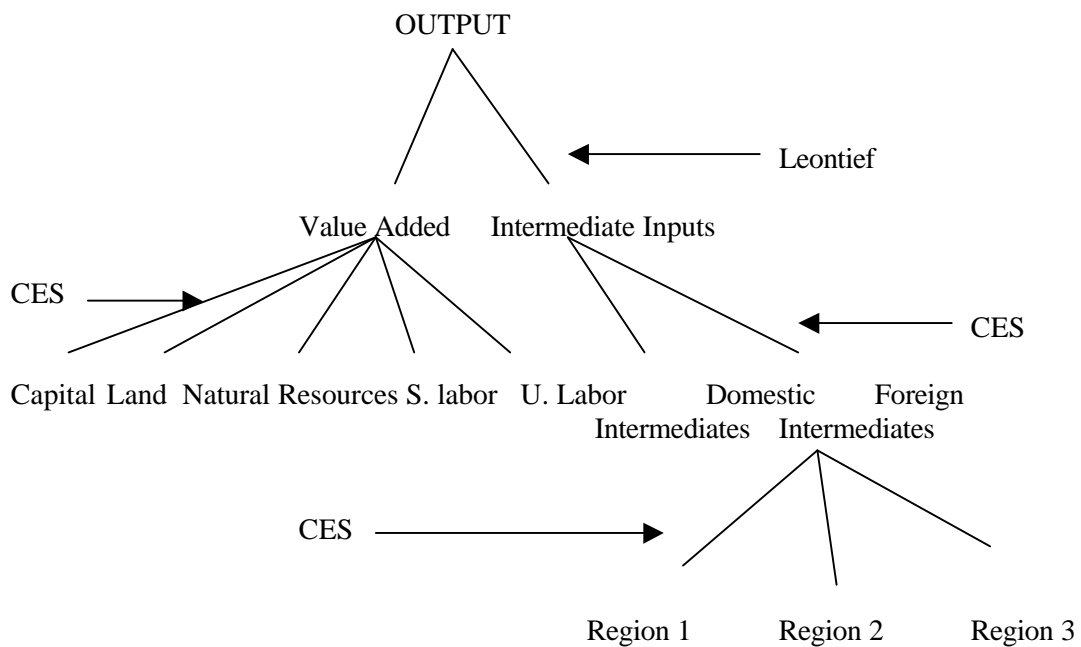 OUTPUT
Leontief
Value Added Intermediate Inputs
CES
CES
Capital Land Natural Resources S. labor U. Labor Domestic Foreign
Intermediates Intermediates
CES
Region 1 Region 2 Region 3